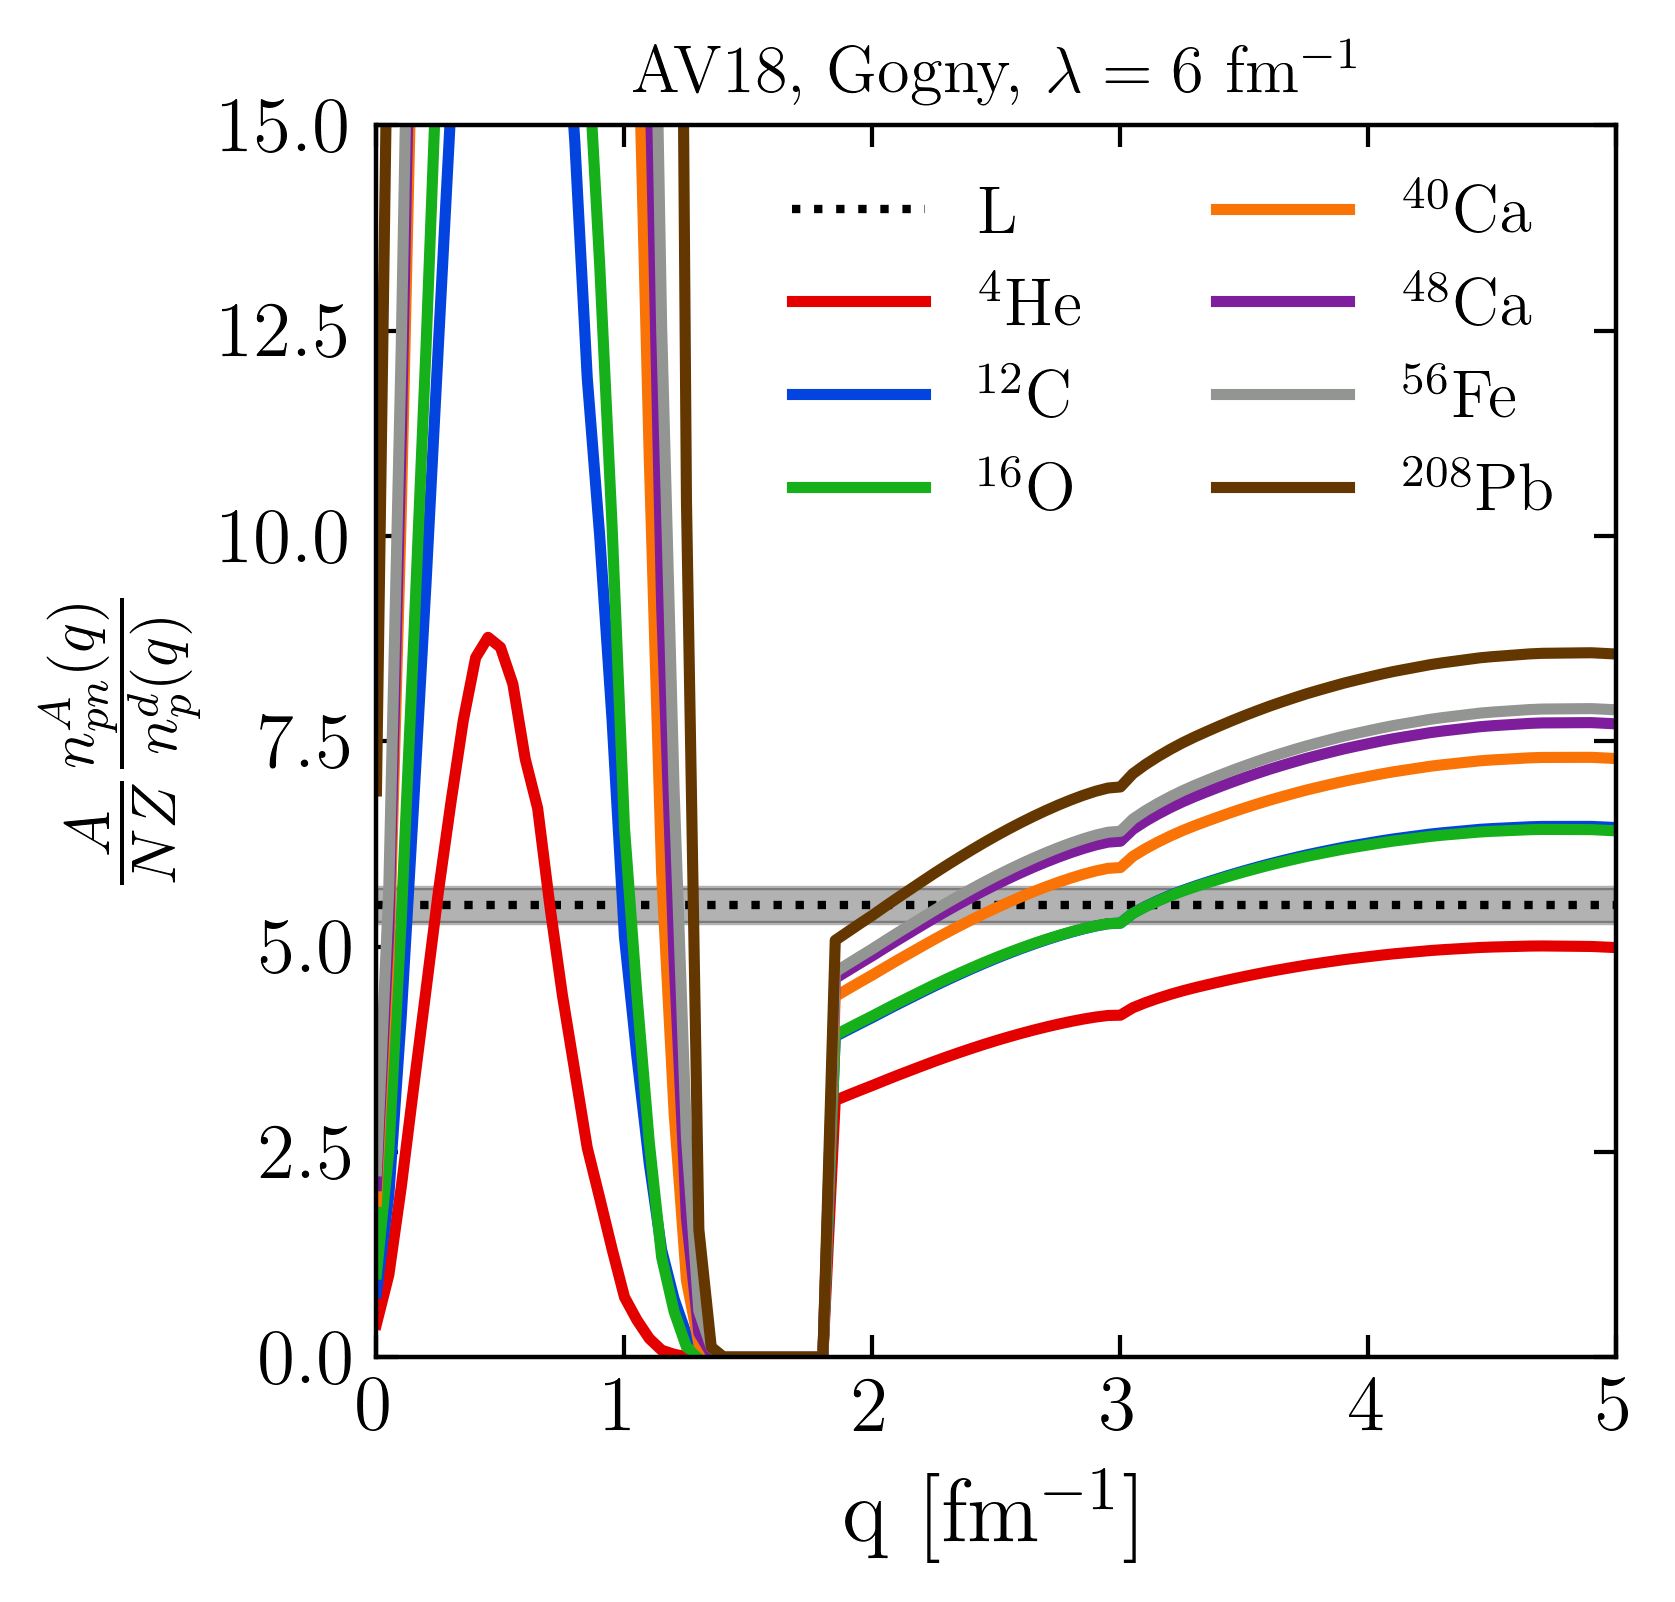 AV18, Gogny, λ = 6 fm⁻¹
15.0
12.5
10.0
7.5
5.0
2.5
0.0
A/NZ n^A_pn(q)/n^d_p(q)
L
⁴He
¹²C
¹⁶O
⁴⁰Ca
⁴⁸Ca
⁵⁶Fe
²⁰⁸Pb
0 1 2 3 4 5
q [fm⁻¹]